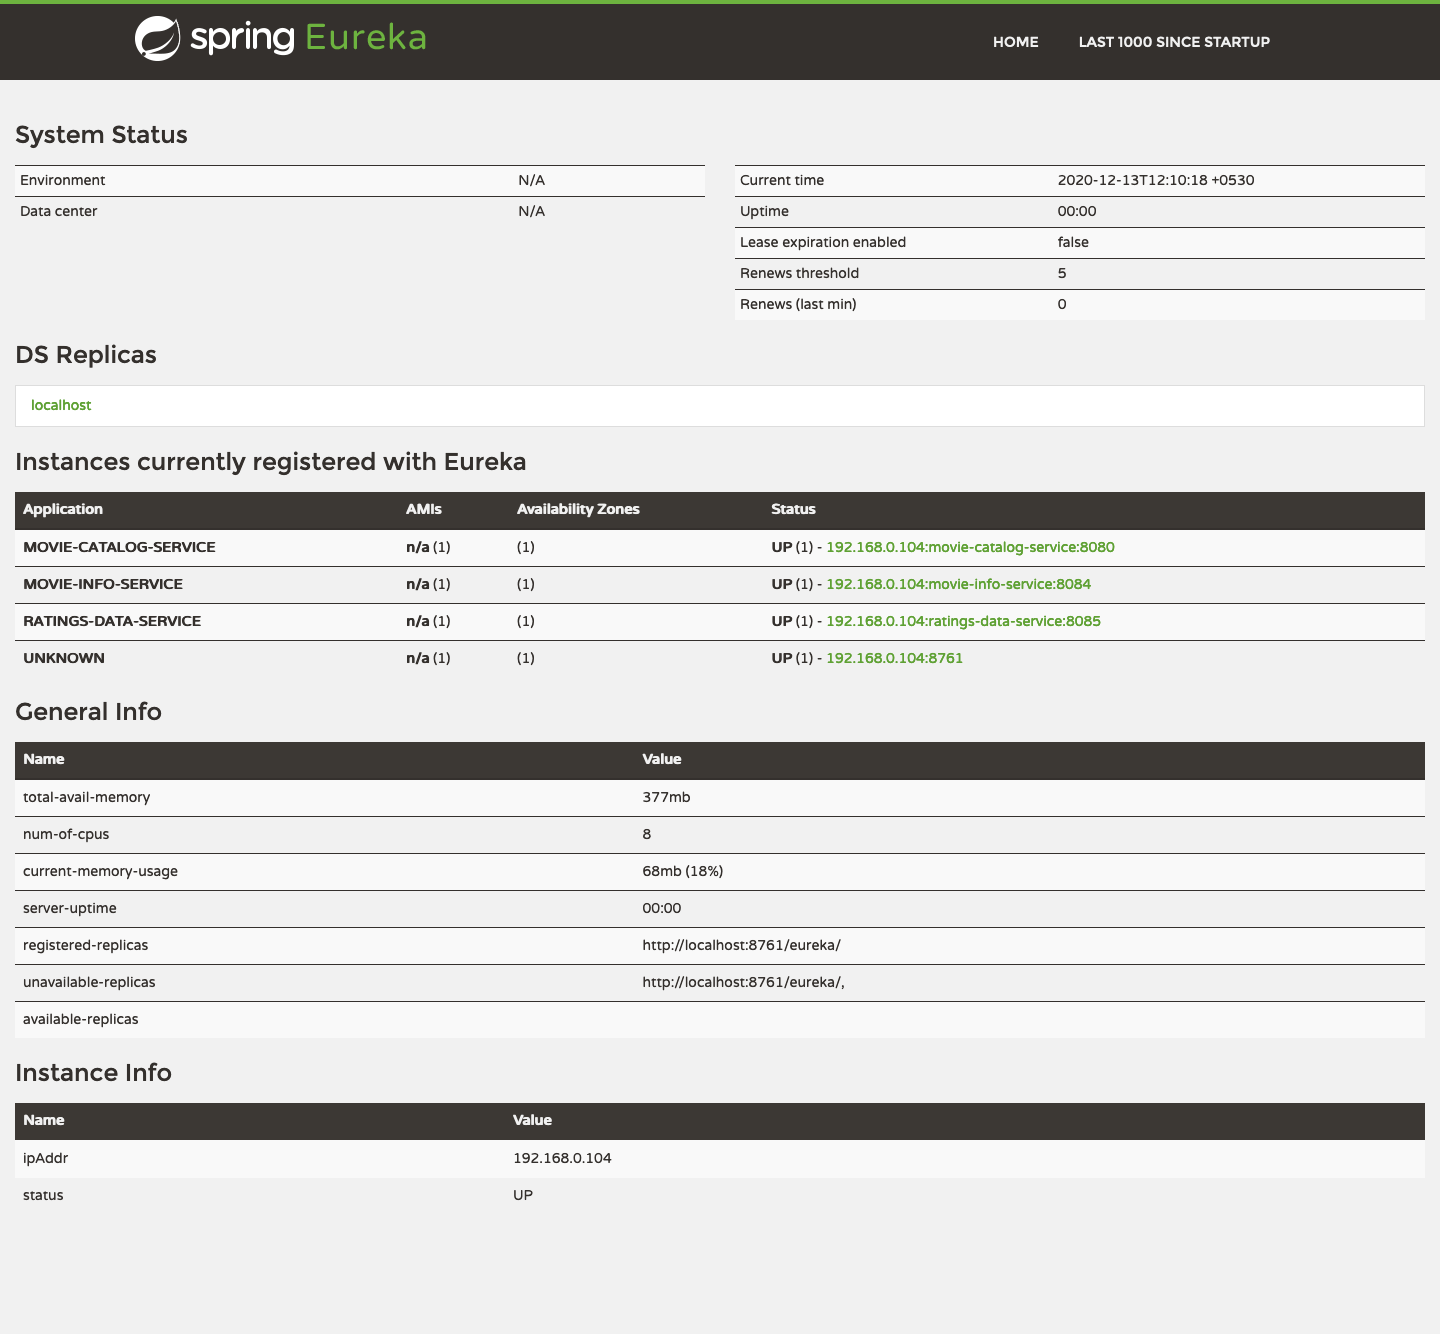 spring Eureka
HOME LAST 1000 SINCE STARTUP
System Status
Environment N/A
Data center N/A
Current time 2020-12-13T12:10:18 +0530
Uptime 00:00
Lease expiration enabled false
Renews threshold 5
Renews (last min) 0
DS Replicas
localhost
Instances currently registered with Eureka
Application AMIs Availability Zones Status
MOVIE-CATALOG-SERVICE n/a (1) (1) UP (1) - 192.168.0.104:movie-catalog-service:8080
MOVIE-INFO-SERVICE n/a (1) (1) UP (1) - 192.168.0.104:movie-info-service:8084
RATINGS-DATA-SERVICE n/a (1) (1) UP (1) - 192.168.0.104:ratings-data-service:8085
UNKNOWN n/a (1) (1) UP (1) - 192.168.0.104:8761
General Info
Name Value
total-avail-memory 377mb
num-of-cpus 8
current-memory-usage 68mb (18%)
server-uptime 00:00
registered-replicas http://localhost:8761/eureka/
unavailable-replicas http://localhost:8761/eureka/,
available-replicas
Instance Info
Name Value
ipAddr 192.168.0.104
status UP